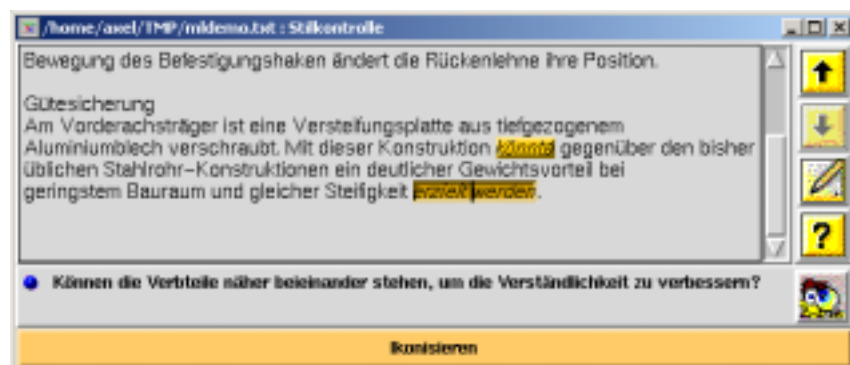 /home/axel/TMP/mldemo.txt : Stilkontrolle
Bewegung des Befestigungshaken ändert die Rückenlehne ihre Position.
Gütesicherung
Am Vorderachsträger ist eine Versteifungsplatte aus tiefgezogenem
Aluminiumblech verschraubt. Mit dieser Konstruktion könnte gegenüber den bisher
üblichen Stahlrohr-Konstruktionen ein deutlicher Gewichtsvorteil bei
geringstem Bauraum und gleicher Steifigkeit erzielt werden.
?
Können die Verbteile näher beieinander stehen, um die Verständlichkeit zu verbessern?
Ikonisieren